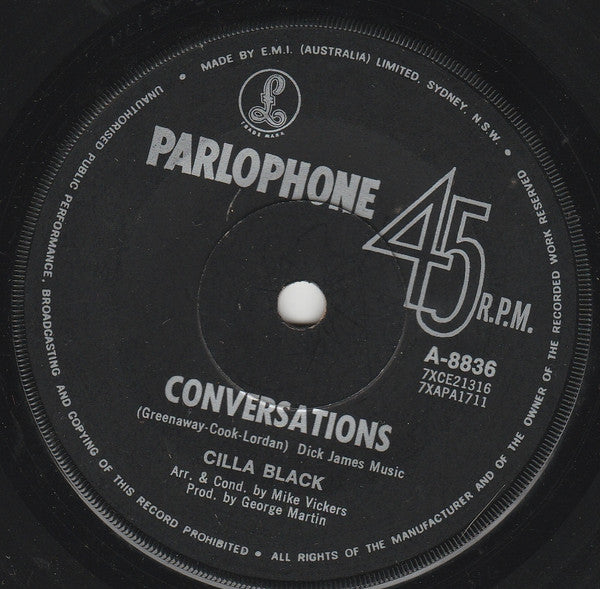 MADE BY E.M.I. (AUSTRALIA) LIMITED, SYDNEY, N.S.W. •
£
TRADE MARK
PARLOPHONE
45
R.P.M.
A-8836
7XCE21316
7XAPA1711
CONVERSATIONS
(Greenaway-Cook-Lordan) Dick James Music
CILLA BLACK
Arr. & Cond. by Mike Vickers
Prod. by George Martin
• ALL RIGHTS OF THE MANUFACTURER AND OF THE OWNER OF THE RECORDED WORK RESERVED
• UNAUTHORISED PUBLIC PERFORMANCE, BROADCASTING AND COPYING OF THIS RECORD PROHIBITED